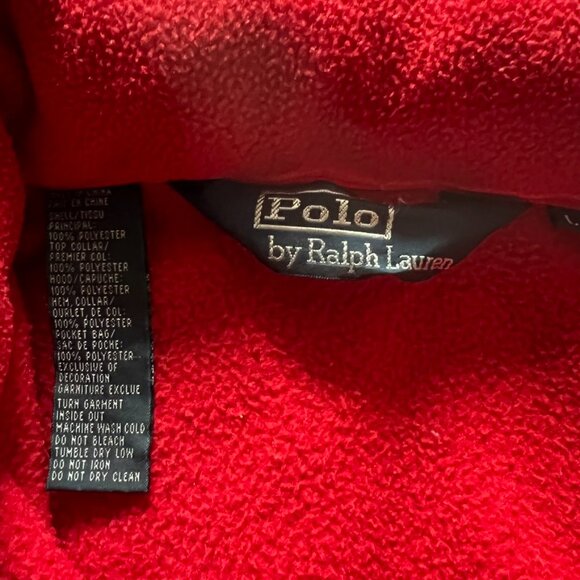 FAIT EN CHINE
SHELL/TISSU
PRINCIPAL:
100% POLYESTER
TOP COLLAR/
PREMIER COL:
100% POLYESTER
HOOD/CAPUCHE:
100% POLYESTER
HEM, COLLAR/
OURLET, DE COL:
100% POLYESTER
POCKET BAG/
SAC DE POCHE:
100% POLYESTER
EXCLUSIVE OF
DECORATION
GARNITURE EXCLUE
TURN GARMENT
INSIDE OUT
MACHINE WASH COLD
DO NOT BLEACH
TUMBLE DRY LOW
DO NOT IRON
DO NOT DRY CLEAN
Polo
by Ralph Lauren